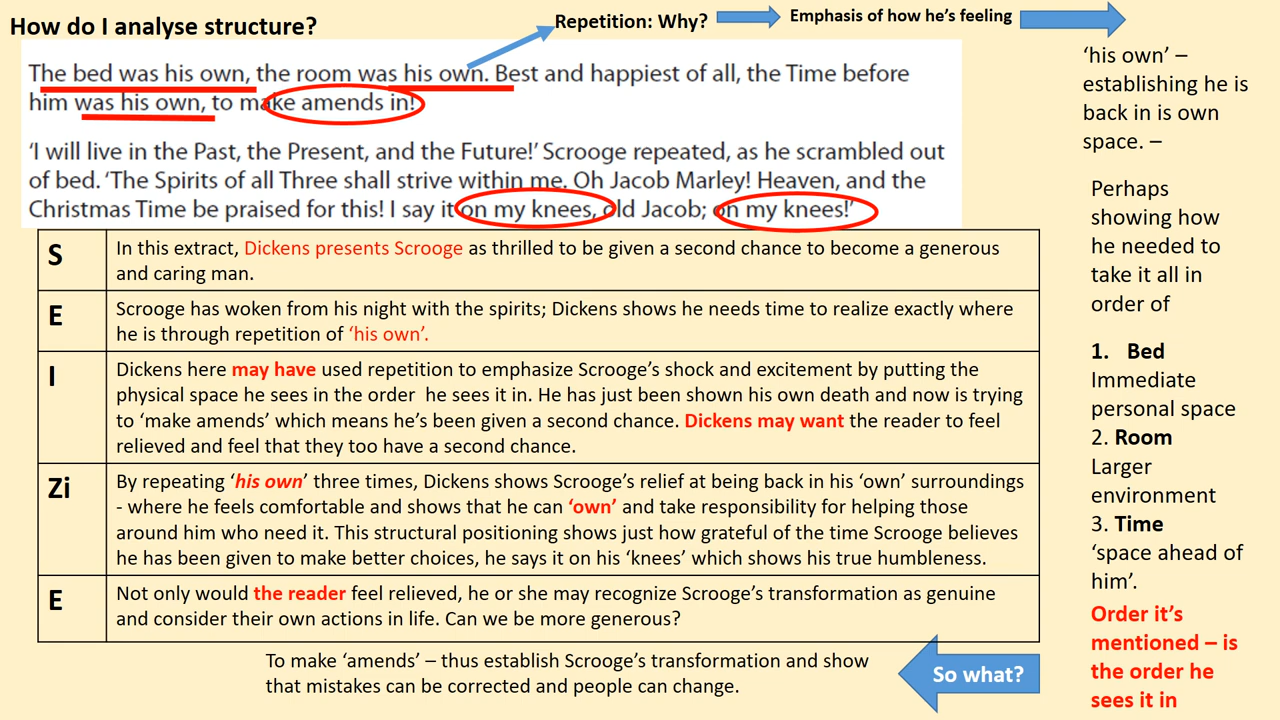 How do I analyse structure?
Repetition: Why?
Emphasis of how he's feeling
The bed was his own, the room was his own. Best and happiest of all, the Time before
him was his own, to make amends in!
'I will live in the Past, the Present, and the Future!' Scrooge repeated, as he scrambled out
of bed. 'The Spirits of all Three shall strive within me. Oh Jacob Marley! Heaven, and the
Christmas Time be praised for this! I say it on my knees, old Jacob; on my knees!'
S
In this extract, Dickens presents Scrooge as thrilled to be given a second chance to become a generous
and caring man.
E
Scrooge has woken from his night with the spirits; Dickens shows he needs time to realize exactly where
he is through repetition of 'his own'.
I
Dickens here may have used repetition to emphasize Scrooge's shock and excitement by putting the
physical space he sees in the order he sees it in. He has just been shown his own death and now is trying
to 'make amends' which means he's been given a second chance. Dickens may want the reader to feel
relieved and feel that they too have a second chance.
Zi
By repeating 'his own' three times, Dickens shows Scrooge's relief at being back in his 'own' surroundings
- where he feels comfortable and shows that he can 'own' and take responsibility for helping those
around him who need it. This structural positioning shows just how grateful of the time Scrooge believes
he has been given to make better choices, he says it on his 'knees' which shows his true humbleness.
E
Not only would the reader feel relieved, he or she may recognize Scrooge's transformation as genuine
and consider their own actions in life. Can we be more generous?
To make 'amends' – thus establish Scrooge's transformation and show
that mistakes can be corrected and people can change.
So what?
'his own' –
establishing he is
back in is own
space. –
Perhaps
showing how
he needed to
take it all in
order of
1. Bed
Immediate
personal space
2. Room
Larger
environment
3. Time
'space ahead of
him'.
Order it's
mentioned – is
the order he
sees it in